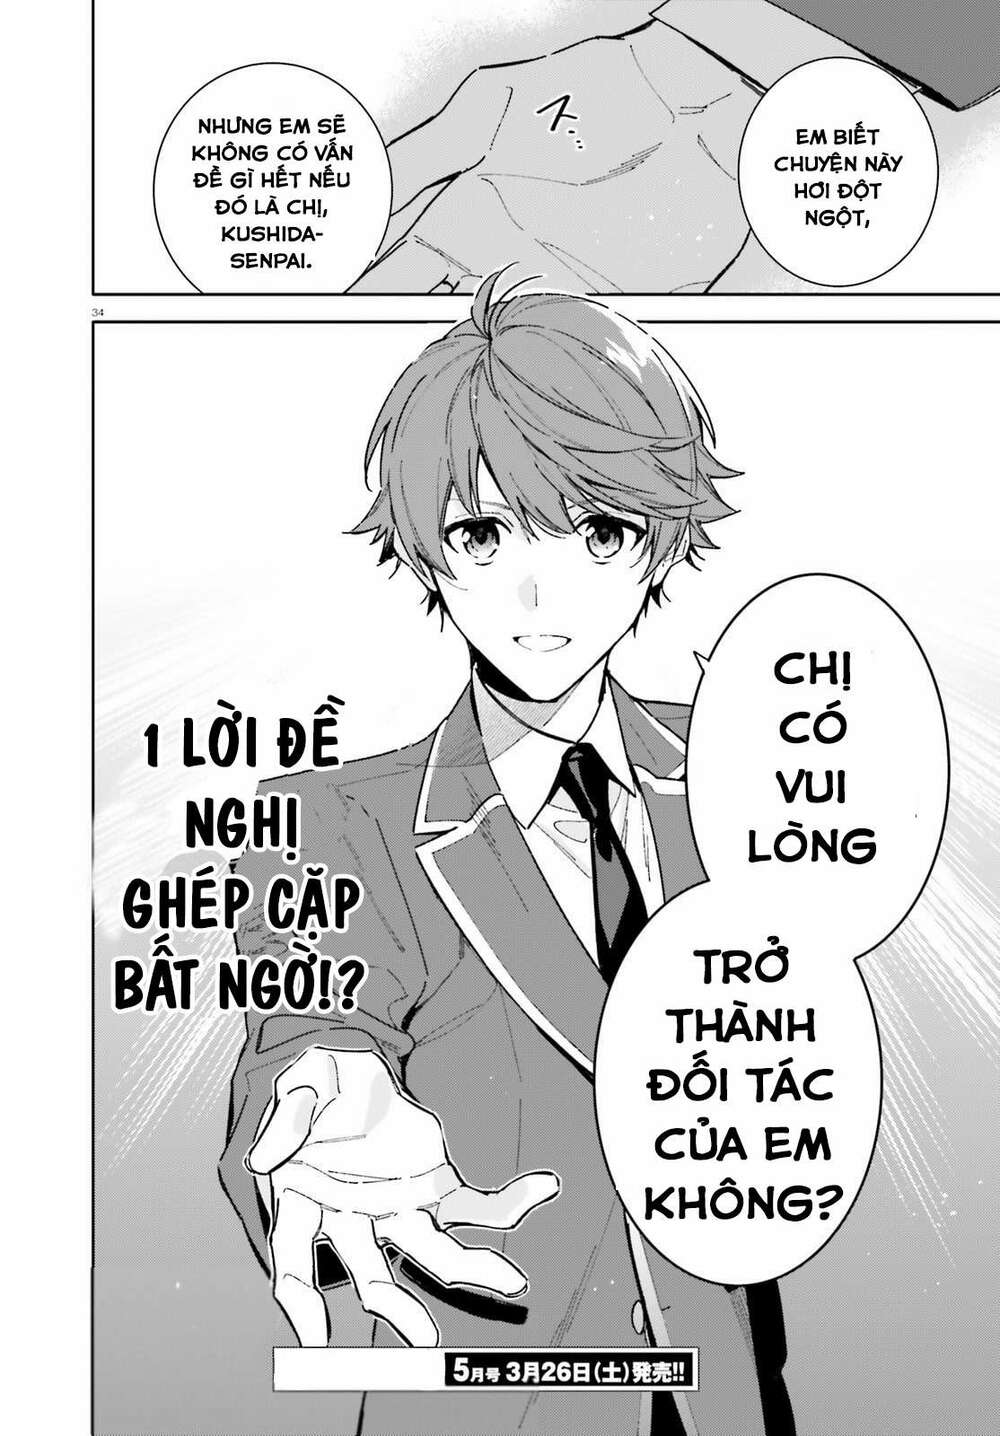 EM BIẾT
CHUYỆN NÀY
HƠI ĐỘT
NGỘT,
ス.
NHƯNG EM SẼ
KHÔNG CÓ VẤN
ĐỀ GÌ HẾT NẾU
ĐÓ LÀ CHỊ,
KUSHIDA-
SENPAI.
34
CHỊ
CÓ
VUI
LÒNG
TRỞ
THÀNH
ĐỐI TÁC
CỦA EM
KHÔNG?
1 LỜI ĐỀ
NGHỊ
GHÉP CẶP
BẤT NGỜ!?
5月号 3月26日(土)発売!!